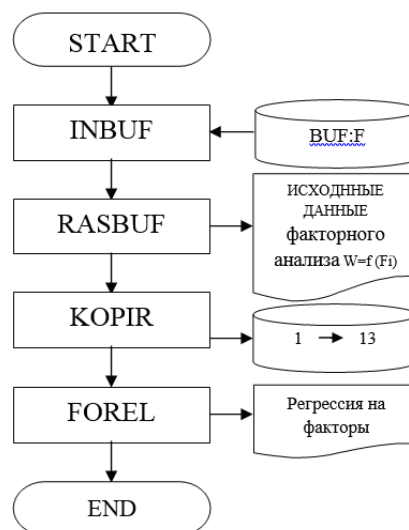 START
INBUF
BUF:F
RASBUF
ИСХОДННЫЕ
ДАННЫЕ
факторного
анализа W=f (Fi)
KOPIR
1 → 13
FOREL
Регрессия на
факторы
END